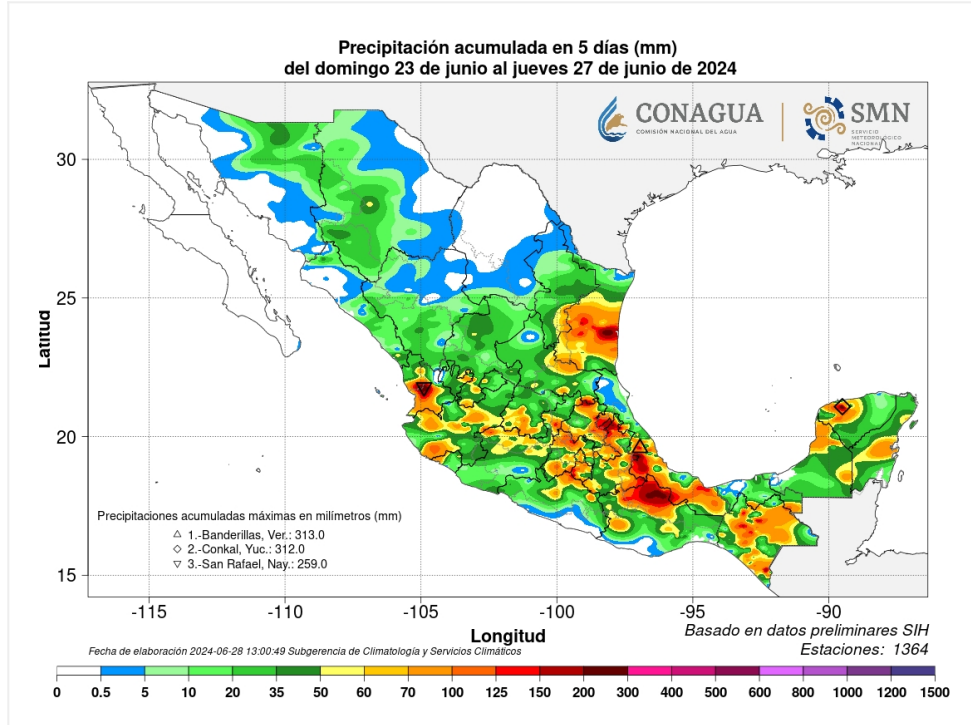 Precipitación acumulada en 5 días (mm)
del domingo 23 de junio al jueves 27 de junio de 2024
CONAGUA
COMISIÓN NACIONAL DEL AGUA
SMN
SERVICIO
METEOROLÓGICO
NACIONAL
Latitud
30
25
20
15
Precipitaciones acumuladas máximas en milímetros (mm)
1.-Banderillas, Ver.: 313.0
2.-Conkal, Yuc.: 312.0
3.-San Rafael, Nay.: 259.0
-115 -110 -105 -100 -95 -90
Longitud
Basado en datos preliminares SIH
Estaciones: 1364
Fecha de elaboración 2024-06-28 13:00:49 Subgerencia de Climatología y Servicios Climáticos
0 0.5 5 10 20 35 50 60 70 100 125 150 200 300 400 500 600 800 1000 1200 1500